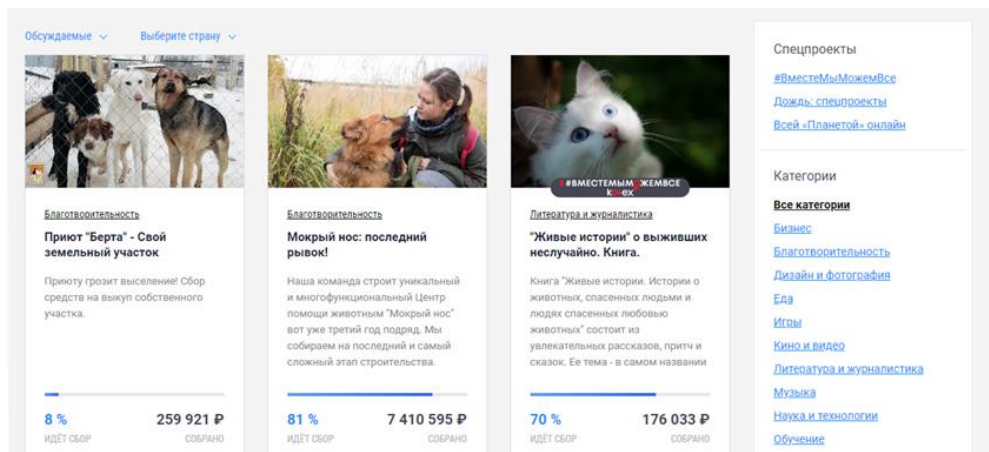 Обсуждаемые
Выберите страну
#ВМЕСТЕМЫМОЖЕМВСЕ
Благотворительность
Приют "Берта" - Свой
земельный участок
Приюту грозит выселение! Сбор
средств на выкуп собственного
участка.
8 %
259 921 ₽
ИДЁТ СБОР
СОБРАНО
Благотворительность
Мокрый нос: последний
рывок!
Наша команда строит уникальный
и многофункциональный Центр
помощи животным "Мокрый нос"
вот уже третий год подряд. Мы
собираем на последний и самый
сложный этап строительства.
81 %
7 410 595 ₽
ИДЁТ СБОР
СОБРАНО
Литература и журналистика
"Живые истории" о выживших
неслучайно. Книга.
Книга "Живые истории. Истории о
животных, спасенных людьми и
людях спасенных любовью
животных" состоит из
увлекательных рассказов, притч и
сказок. Ее тема - в самом названии
70 %
176 033 ₽
ИДЁТ СБОР
СОБРАНО
Спецпроекты
#ВместеМыМожемВсе
Дождь: спецпроекты
Всей «Планетой» онлайн
Категории
Все категории
Бизнес
Благотворительность
Дизайн и фотография
Еда
Игры
Кино и видео
Литература и журналистика
Музыка
Наука и технологии
Обучение